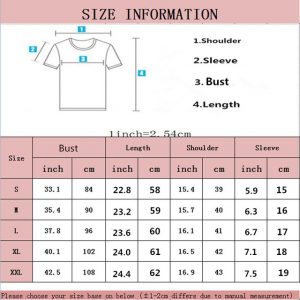 SIZE INFORMATION
1
2
3
4
1.Shoulder
2.Sleeve
3.Bust
4.Length
1inch=2.54cm
Size Bust Length Shoulder Sleeve
inch cm inch cm inch cm inch cm
S 33.1 84 22.8 58 15.4 39 5.9 15
M 35.4 90 23.2 59 15.7 40 6.3 16
L 37.8 96 23.6 60 16.1 41 6.7 17
XL 40.1 102 24.0 61 16.5 42 7.1 18
XXL 42.5 108 24.4 62 16.9 43 7.5 19
Please choose your size base on below (±1-2cm differs due to manual measurement)